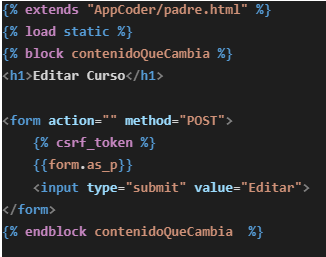 {% extends "AppCoder/padre.html" %}
{% load static %}
{% block contenidoQueCambia %}
<h1>Editar Curso</h1>
<form action="" method="POST">
{% csrf_token %}
{{form.as_p}}
<input type="submit" value="Editar">
</form>
{% endblock contenidoQueCambia  %}